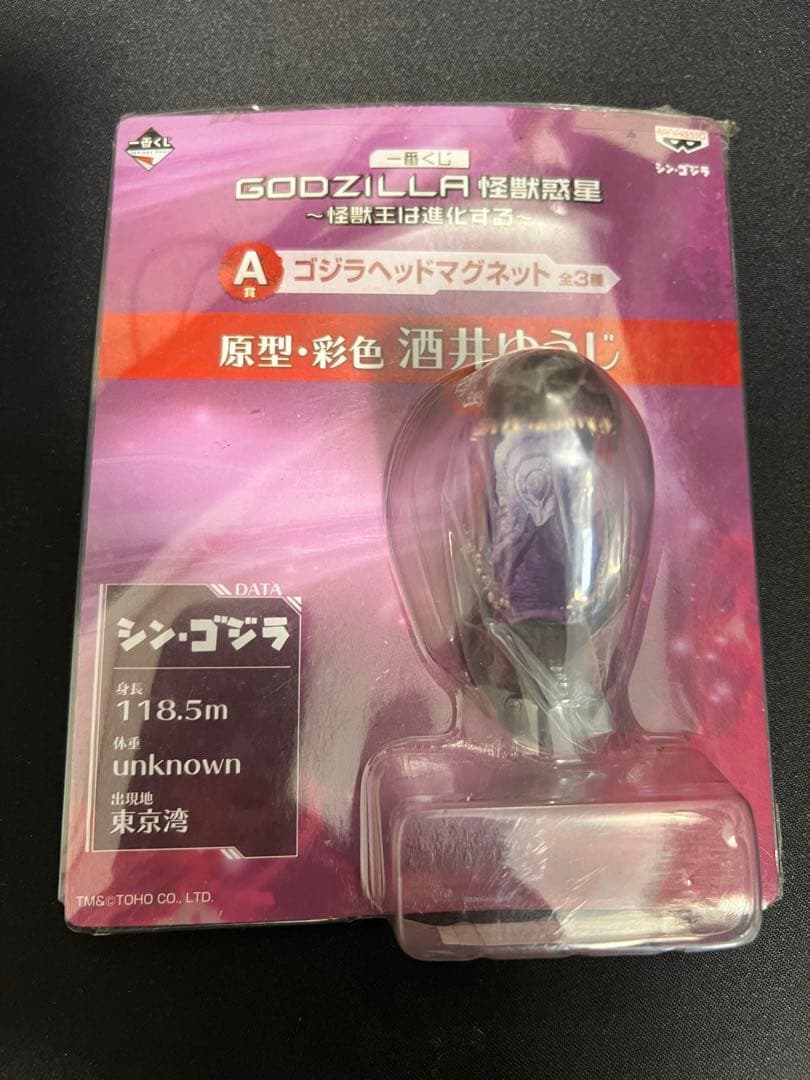 一番くじ
BANPRESTO
シン・ゴジラ
一番くじ
GODZILLA 怪獣惑星
～怪獣王は進化する～
A賞 ゴジラヘッドマグネット 全3種
原型・彩色 酒井ゆうじ
DATA
シン・ゴジラ
身長
118.5m
体重
unknown
出現地
東京湾
TM&©TOHO CO., LTD.